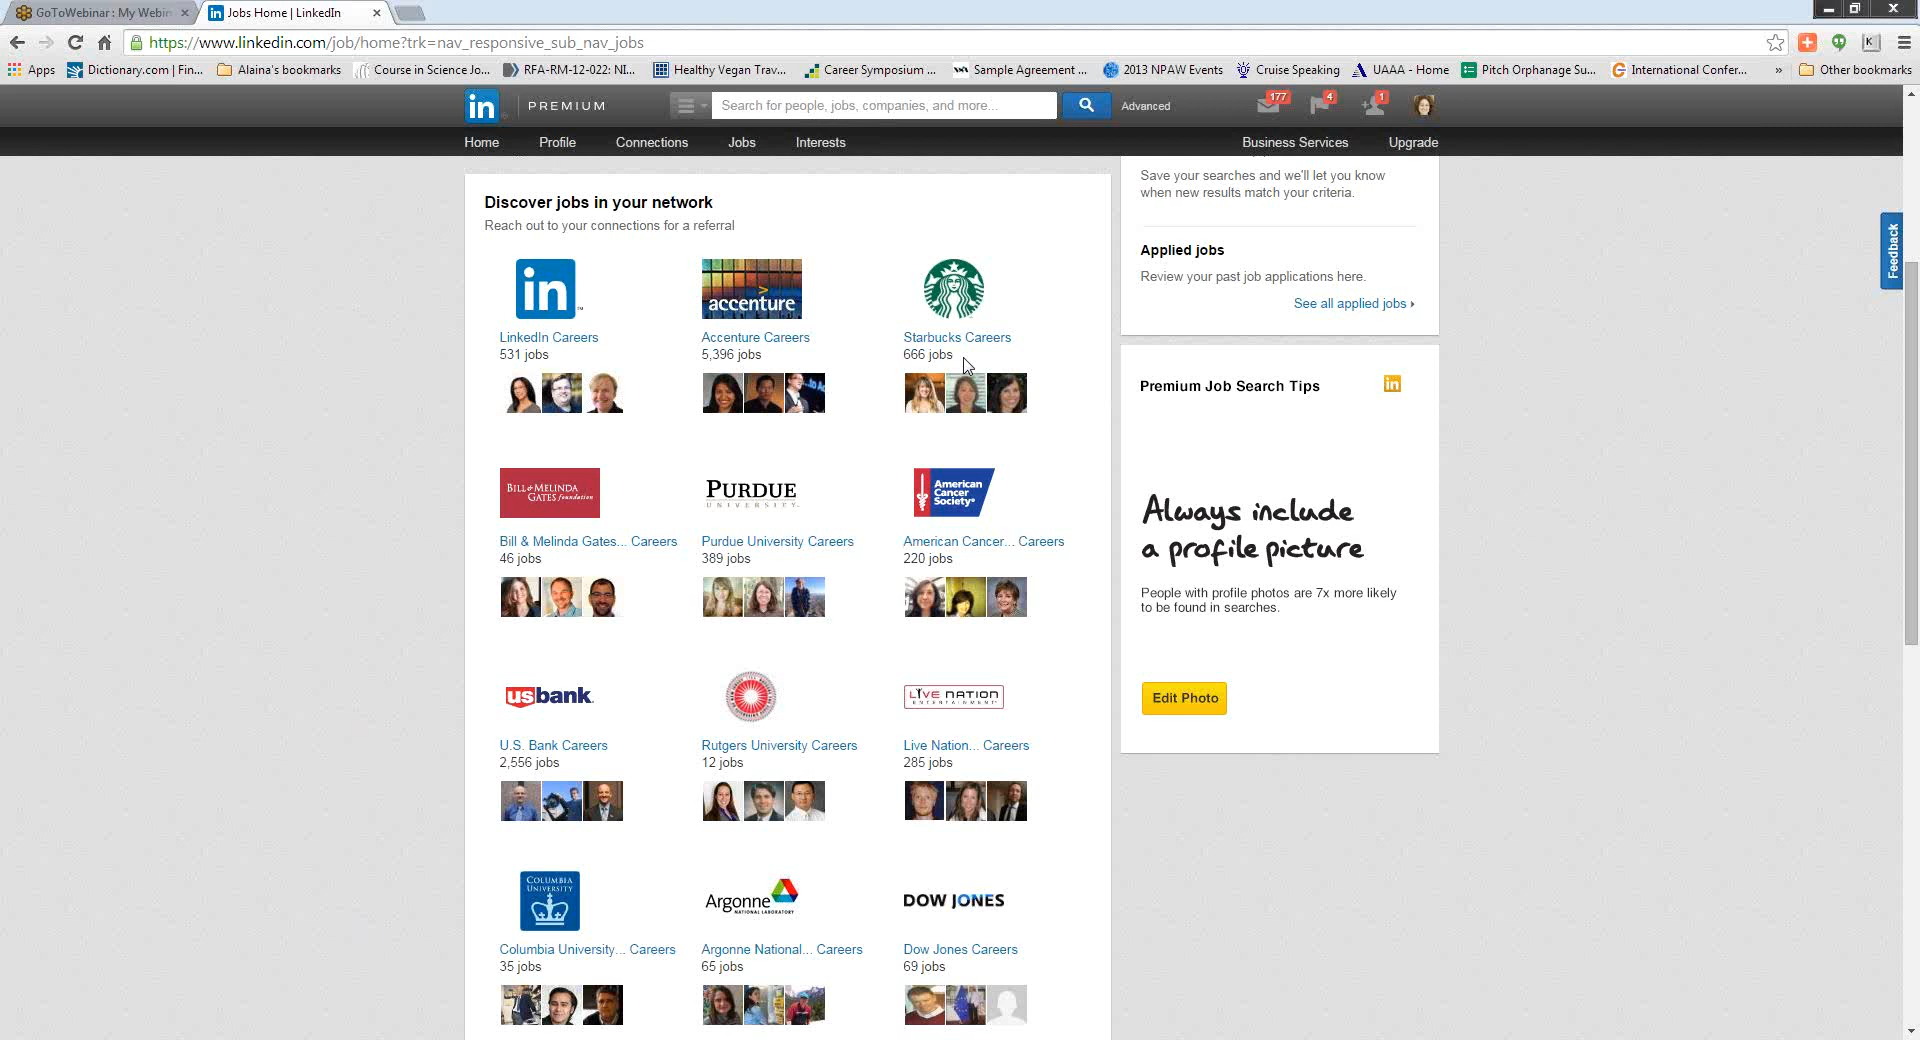 GoToWebinar : My Webin
Jobs Home | LinkedIn
https://www.linkedin.com/job/home?trk=nav_responsive_sub_nav_jobs
Apps
Dictionary.com | Fin...
Alaina's bookmarks
Course in Science Jo...
RFA-RM-12-022: NI...
Healthy Vegan Trav...
Career Symposium ...
Sample Agreement ...
2013 NPAW Events
Cruise Speaking
UAAA - Home
Pitch Orphanage Su...
International Confer...
»
Other bookmarks
in
PREMIUM
Search for people, jobs, companies, and more...
Advanced
177
4
1
Home
Profile
Connections
Jobs
Interests
Business Services
Upgrade
Discover jobs in your network
Reach out to your connections for a referral
in
accenture
LinkedIn Careers
531 jobs
Accenture Careers
5,396 jobs
Starbucks Careers
666 jobs
BILL & MELINDA
GATES foundation
PURDUE
UNIVERSITY
American
Cancer
Society®
Bill & Melinda Gates... Careers
46 jobs
Purdue University Careers
389 jobs
American Cancer... Careers
220 jobs
usbank
LIVE NATION
ENTERTAINMENT
U.S. Bank Careers
2,556 jobs
Rutgers University Careers
12 jobs
Live Nation... Careers
285 jobs
COLUMBIA
UNIVERSITY
Argonne
NATIONAL LABORATORY
DOW JONES
Columbia University... Careers
35 jobs
Argonne National... Careers
65 jobs
Dow Jones Careers
69 jobs
Save your searches and we'll let you know
when new results match your criteria.
Applied jobs
Review your past job applications here.
See all applied jobs
Premium Job Search Tips
in
Always include
a profile picture
People with profile photos are 7x more likely
to be found in searches.
Edit Photo
Feedback